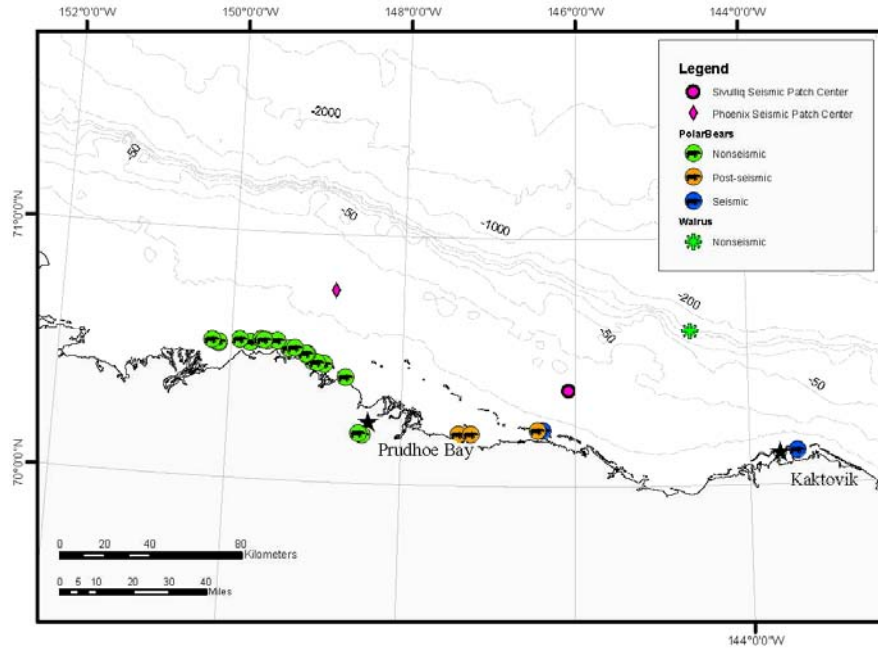 152°0'0"W
150°0'0"W
148°0'0"W
146°0'0"W
144°0'0"W
71°0'0"N
70°0'0"N
-50
-2000
-50
-1000
-200
-50
-50
Legend
Sivulliq Seismic Patch Center
Phoenix Seismic Patch Center
PolarBears
Nonseismic
Post-seismic
Seismic
Walrus
Nonseismic
Prudhoe Bay
Kaktovik
0 10 20 40 80
Kilometers
0 5 10 20 30 40
Miles
144°0'0"W